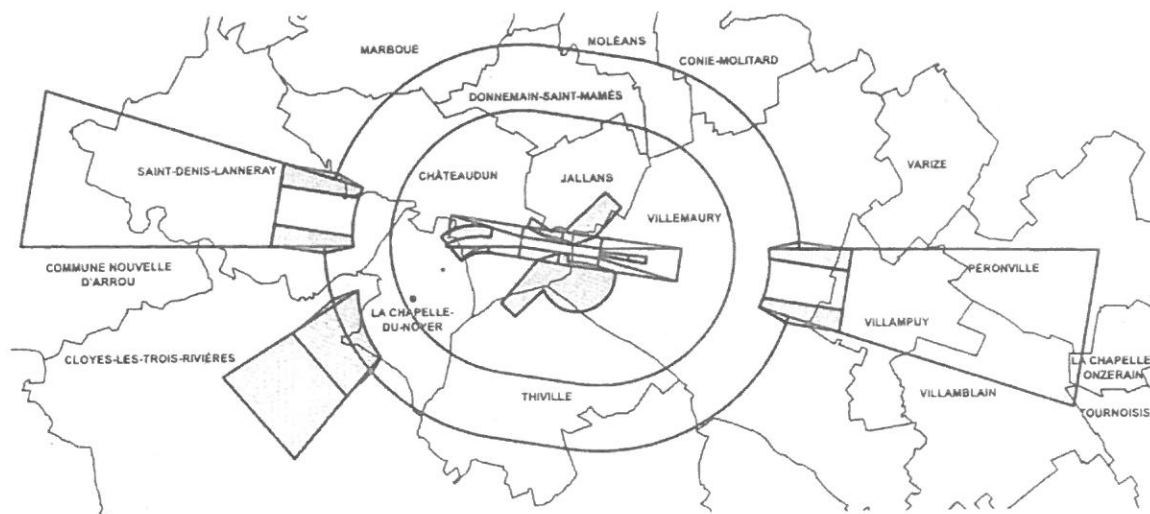 MOLÉANS
MARBOUÉ
CONIE-MOLITARD
DONNEMAIN-SAINT-MAMÈS
SAINT-DENIS-LANNERAY
CHÂTEAUDUN
JALLANS
VARIZE
VILLEMAURY
COMMUNE NOUVELLE
D'ARROU
PÉRONVILLE
LA CHAPELLE-
DU-NOYER
VILLAMPUY
CLOYES-LES-TROIS-RIVIÈRES
LA CHAPELLE
ONZERAIN
THIVILLE
VILLAMBLAIN
TOURNOISIS